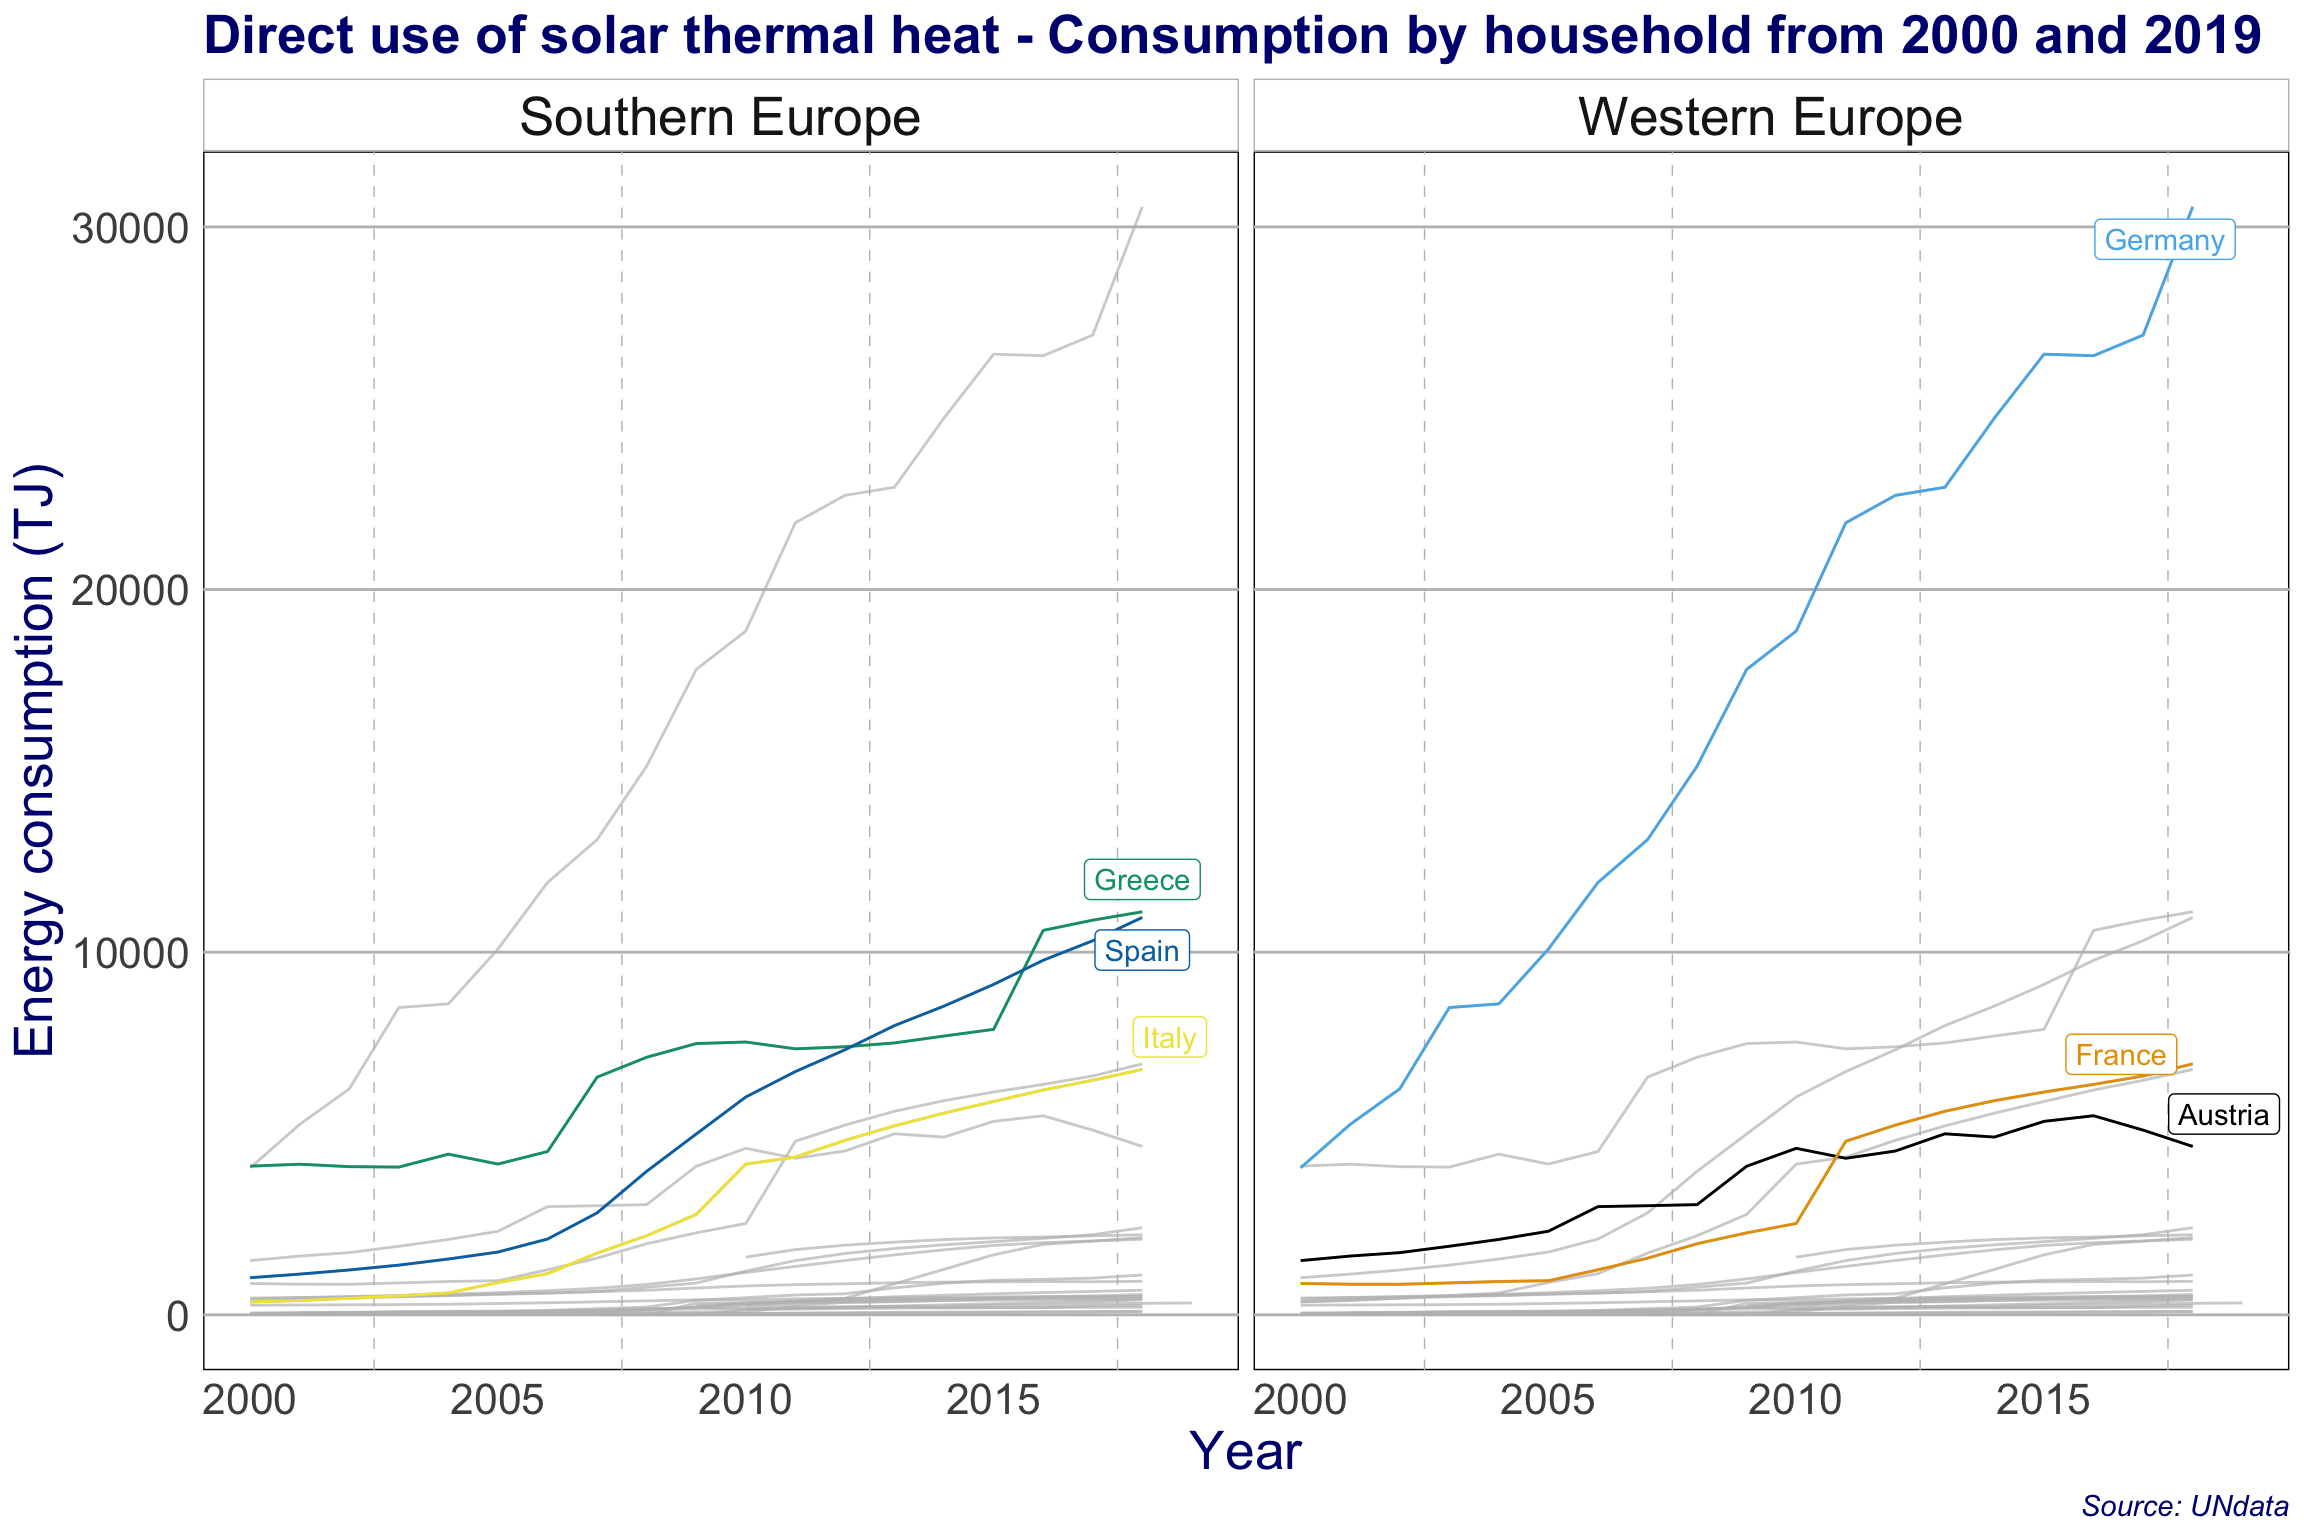 Direct use of solar thermal heat - Consumption by household from 2000 and 2019
Southern Europe
Western Europe
Energy consumption (TJ)
30000
20000
10000
0
Greece
Spain
Italy
Germany
France
Austria
2000 2005 2010 2015
2000 2005 2010 2015
Year
Source: UNdata